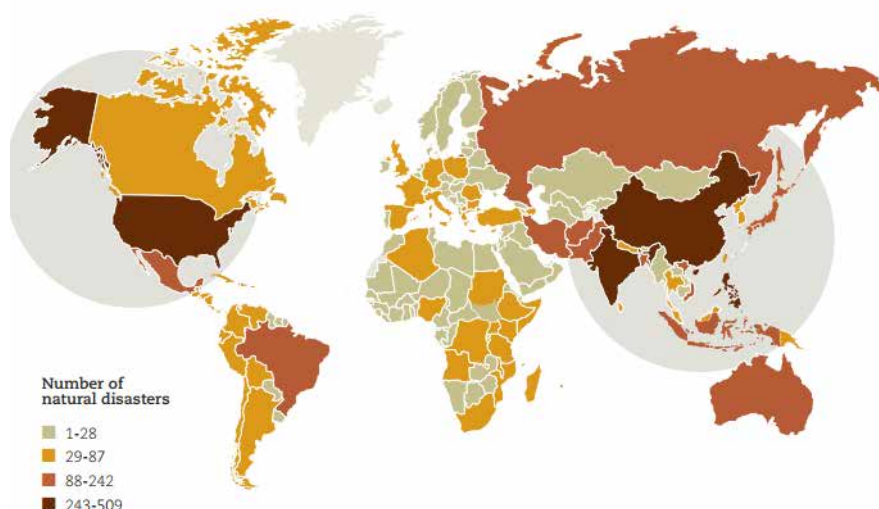 Number of
natural disasters
1-28
29-87
88-242
243-509